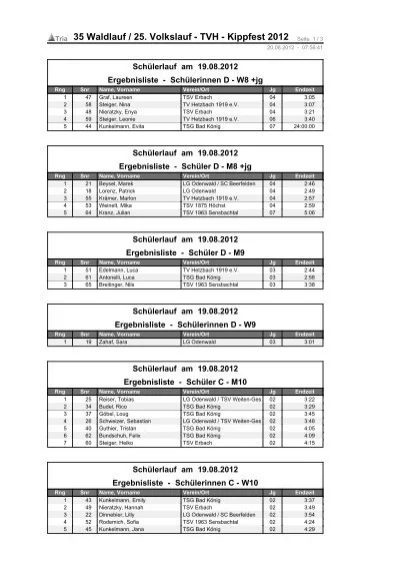 Tria 35 Waldlauf / 25. Volkslauf - TVH - Kippfest 2012 Seite 1 / 3
20.08.2012 - 07:56:41
Schülerlauf am 19.08.2012
Ergebnisliste - Schülerinnen D - W8 +jg
Rng Snr Name, Vorname Verein/Ort Jg Endzeit
1 47 Graf, Laureen TSV Erbach 04 3:05
2 58 Steiger, Nina TV Hetzbach 1919 e.V. 04 3:07
3 48 Nieratzky, Enya TSV Erbach 04 3:21
4 59 Steiger, Leonie TV Hetzbach 1919 e.V. 06 3:40
5 44 Kunkelmann, Evita TSG Bad König 07 24:00:00
Schülerlauf am 19.08.2012
Ergebnisliste - Schüler D - M8 +jg
Rng Snr Name, Vorname Verein/Ort Jg Endzeit
1 21 Beysel, Marek LG Odenwald / SC Beerfelden 04 2:46
2 18 Lorenz, Patrick LG Odenwald 04 2:49
3 55 Krämer, Marlon TV Hetzbach 1919 e.V. 04 2:57
4 53 Weinelt, Mika TSV 1875 Höchst 04 2:59
5 64 Kranz, Julian TSV 1963 Sensbachtal 07 5:06
Schülerlauf am 19.08.2012
Ergebnisliste - Schüler D - M9
Rng Snr Name, Vorname Verein/Ort Jg Endzeit
1 51 Edelmann, Luca TV Hetzbach 1919 e.V. 03 2:44
2 61 Antonelli, Luca TSG Bad König 03 2:58
3 65 Breitinger, Nils TSV 1963 Sensbachtal 03 3:38
Schülerlauf am 19.08.2012
Ergebnisliste - Schülerinnen D - W9
Rng Snr Name, Vorname Verein/Ort Jg Endzeit
1 19 Zahaf, Sara LG Odenwald 03 3:01
Schülerlauf am 19.08.2012
Ergebnisliste - Schüler C - M10
Rng Snr Name, Vorname Verein/Ort Jg Endzeit
1 25 Reiser, Tobias LG Odenwald / TSV Weiten-Ges 02 3:22
2 34 Budel, Rico TSG Bad König 02 3:29
3 37 Göbel, Loug TSG Bad König 02 3:45
4 26 Schweizer, Sebastian LG Odenwald / TSV Weiten-Ges 02 3:46
5 40 Guthier, Tristan TSG Bad König 02 4:05
6 62 Bundschuh, Felix TSG Bad König 02 4:09
7 60 Steiger, Heiko TSV Erbach 02 4:15
Schülerlauf am 19.08.2012
Ergebnisliste - Schülerinnen C - W10
Rng Snr Name, Vorname Verein/Ort Jg Endzeit
1 43 Kunkelmann, Emily TSG Bad König 02 3:37
2 49 Nieratzky, Hannah TSV Erbach 02 3:49
3 22 Dinnebier, Lilly LG Odenwald / SC Beerfelden 02 3:54
4 52 Rodemich, Sofia TSV 1963 Sensbachtal 02 4:24
5 45 Kunkelmann, Jana TSG Bad König 02 4:29